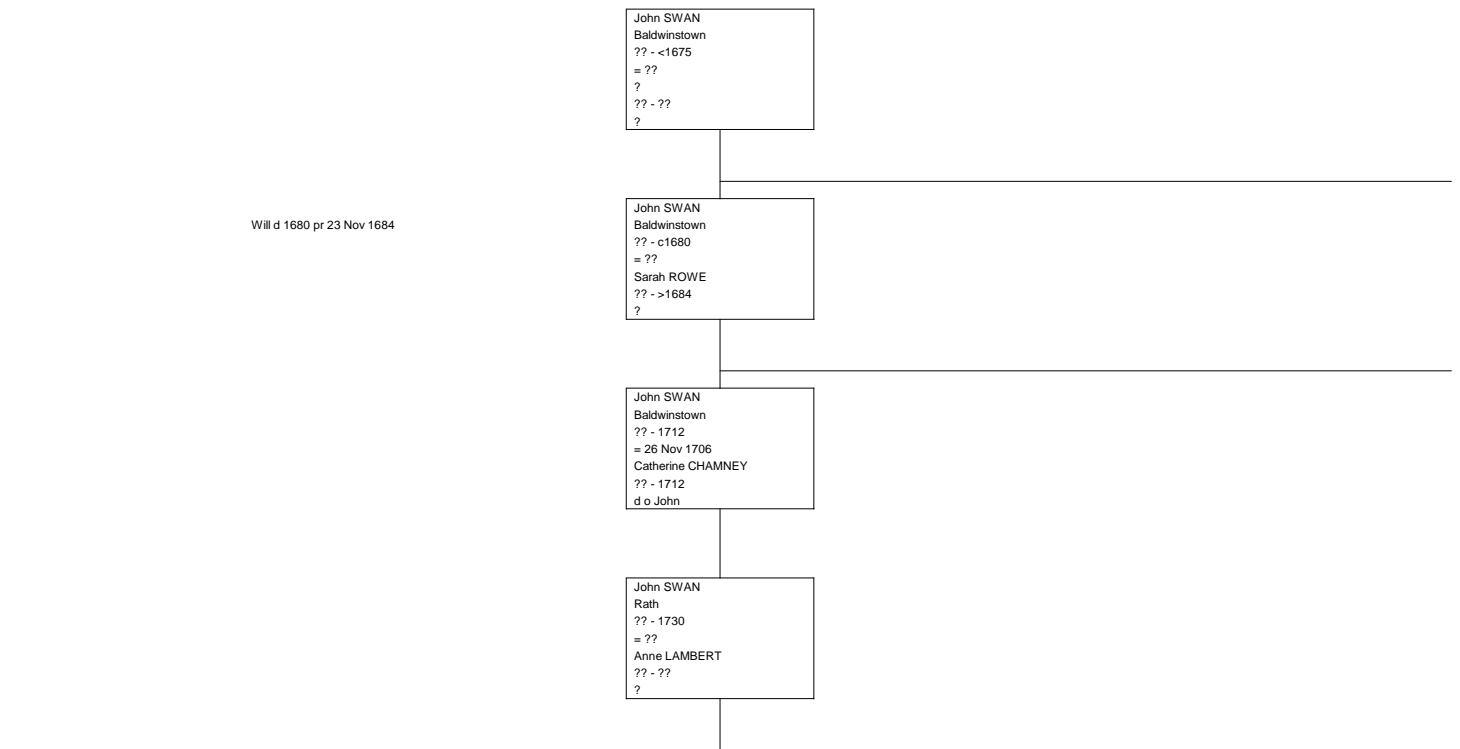 John SWAN
Baldwinstown
?? - <1675
= ??
?
?? - ??
?
Will d 1680 pr 23 Nov 1684
John SWAN
Baldwinstown
?? - c1680
= ??
Sarah ROWE
?? - >1684
?
John SWAN
Baldwinstown
?? - 1712
= 26 Nov 1706
Catherine CHAMNEY
?? - 1712
d o John
John SWAN
Rath
?? - 1730
= ??
Anne LAMBERT
?? - ??
?